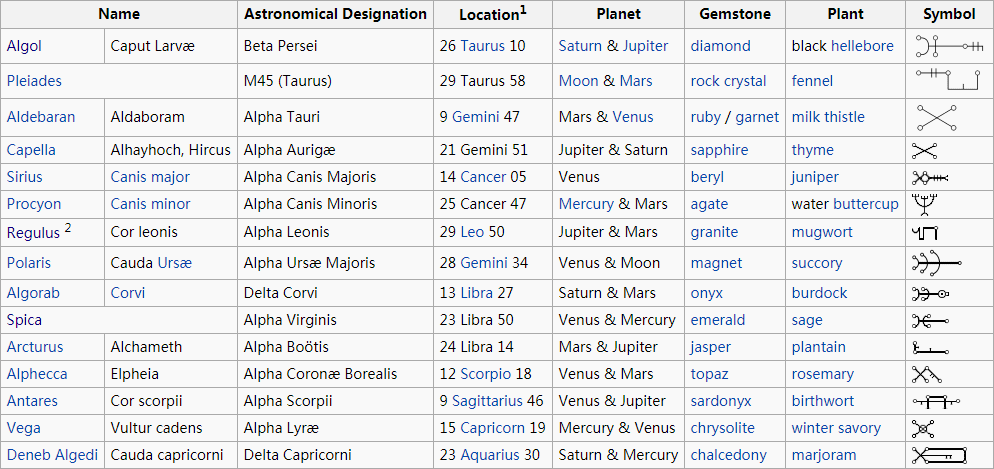 Name Astronomical Designation Location1 Planet Gemstone Plant Symbol
Algol Caput Larvæ Beta Persei 26 Taurus 10 Saturn & Jupiter diamond black hellebore
Pleiades M45 (Taurus) 29 Taurus 58 Moon & Mars rock crystal fennel
Aldebaran Aldaboram Alpha Tauri 9 Gemini 47 Mars & Venus ruby / garnet milk thistle
Capella Alhayhoch, Hircus Alpha Aurigæ 21 Gemini 51 Jupiter & Saturn sapphire thyme
Sirius Canis major Alpha Canis Majoris 14 Cancer 05 Venus beryl juniper
Procyon Canis minor Alpha Canis Minoris 25 Cancer 47 Mercury & Mars agate water buttercup
Regulus 2 Cor leonis Alpha Leonis 29 Leo 50 Jupiter & Mars granite mugwort
Polaris Cauda Ursæ Alpha Ursæ Majoris 28 Gemini 34 Venus & Moon magnet succory
Algorab Corvi Delta Corvi 13 Libra 27 Saturn & Mars onyx burdock
Spica Alpha Virginis 23 Libra 50 Venus & Mercury emerald sage
Arcturus Alchameth Alpha Boötis 24 Libra 14 Mars & Jupiter jasper plantain
Alphecca Elpheia Alpha Coronæ Borealis 12 Scorpio 18 Venus & Mars topaz rosemary
Antares Cor scorpii Alpha Scorpii 9 Sagittarius 46 Venus & Jupiter sardonyx birthwort
Vega Vultur cadens Alpha Lyræ 15 Capricorn 19 Mercury & Venus chrysolite winter savory
Deneb Algedi Cauda capricorni Delta Capricorni 23 Aquarius 30 Saturn & Mercury chalcedony marjoram